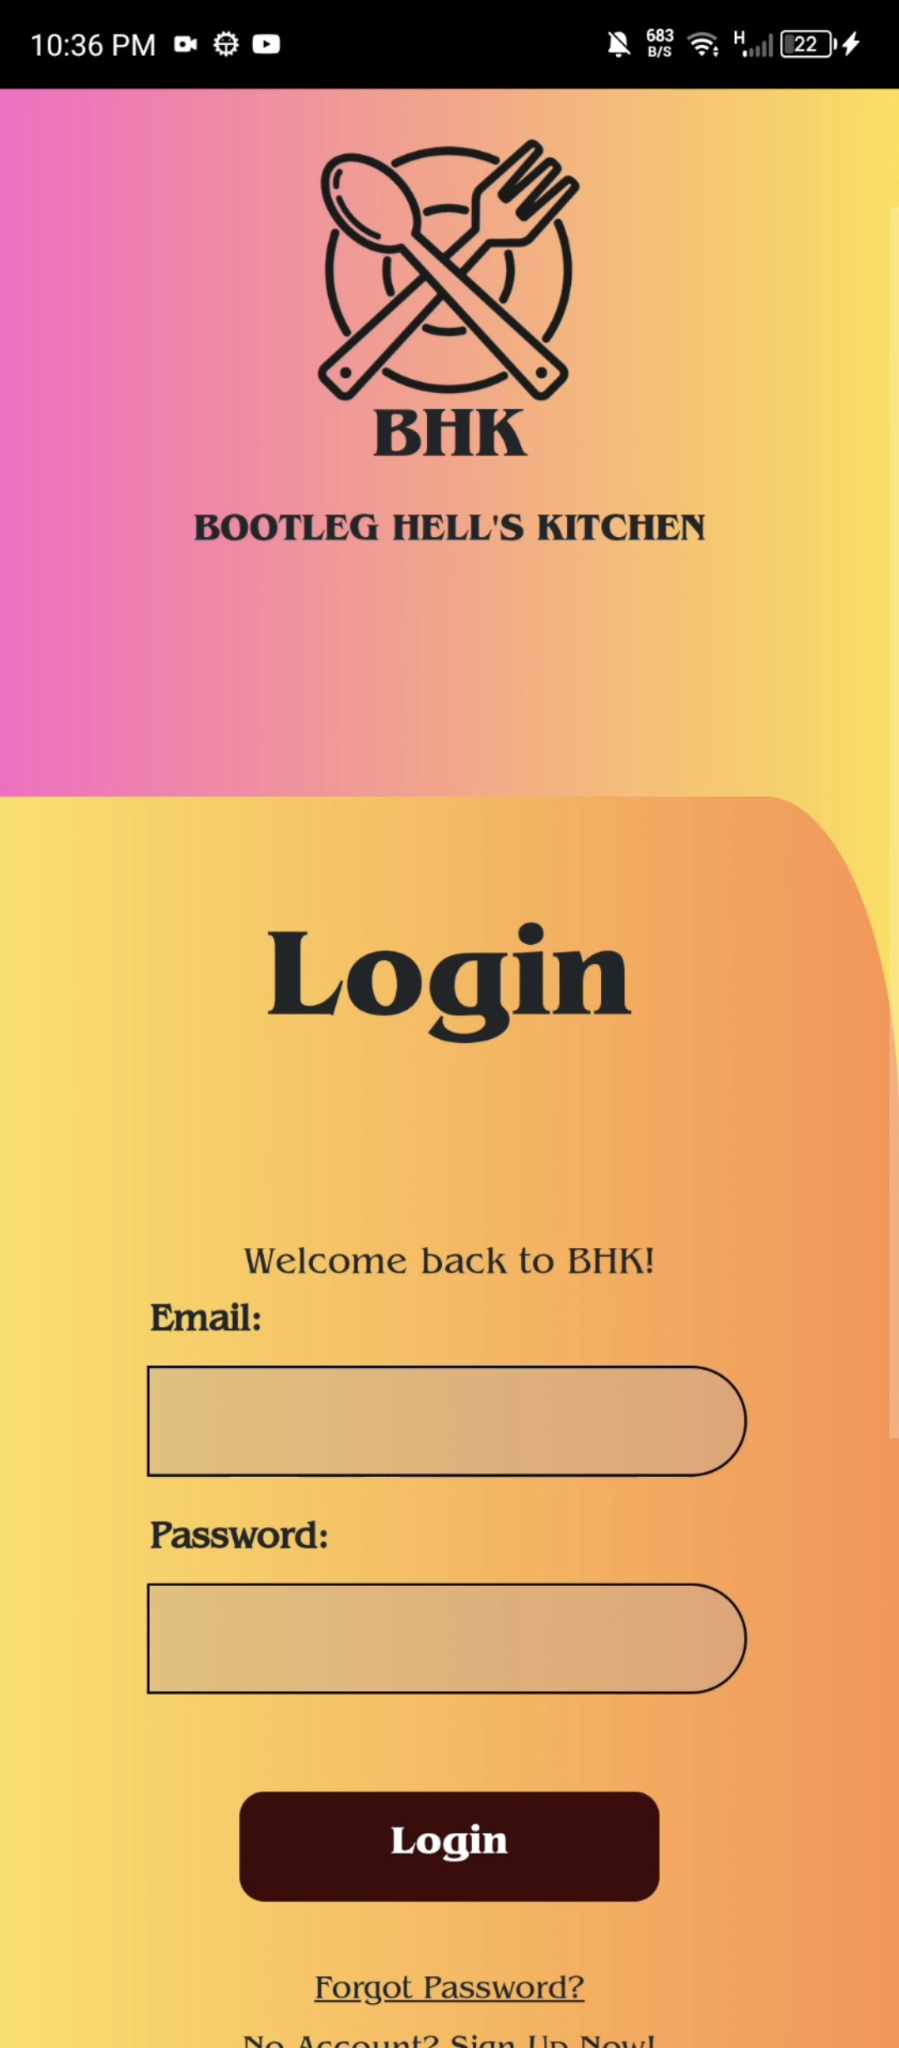 10:36 PM
683
B/S
H
22
BHK
BOOTLEG HELL'S KITCHEN
Login
Welcome back to BHK!
Email:
Password:
Login
Forgot Password?
No Account? Sign Up Now!